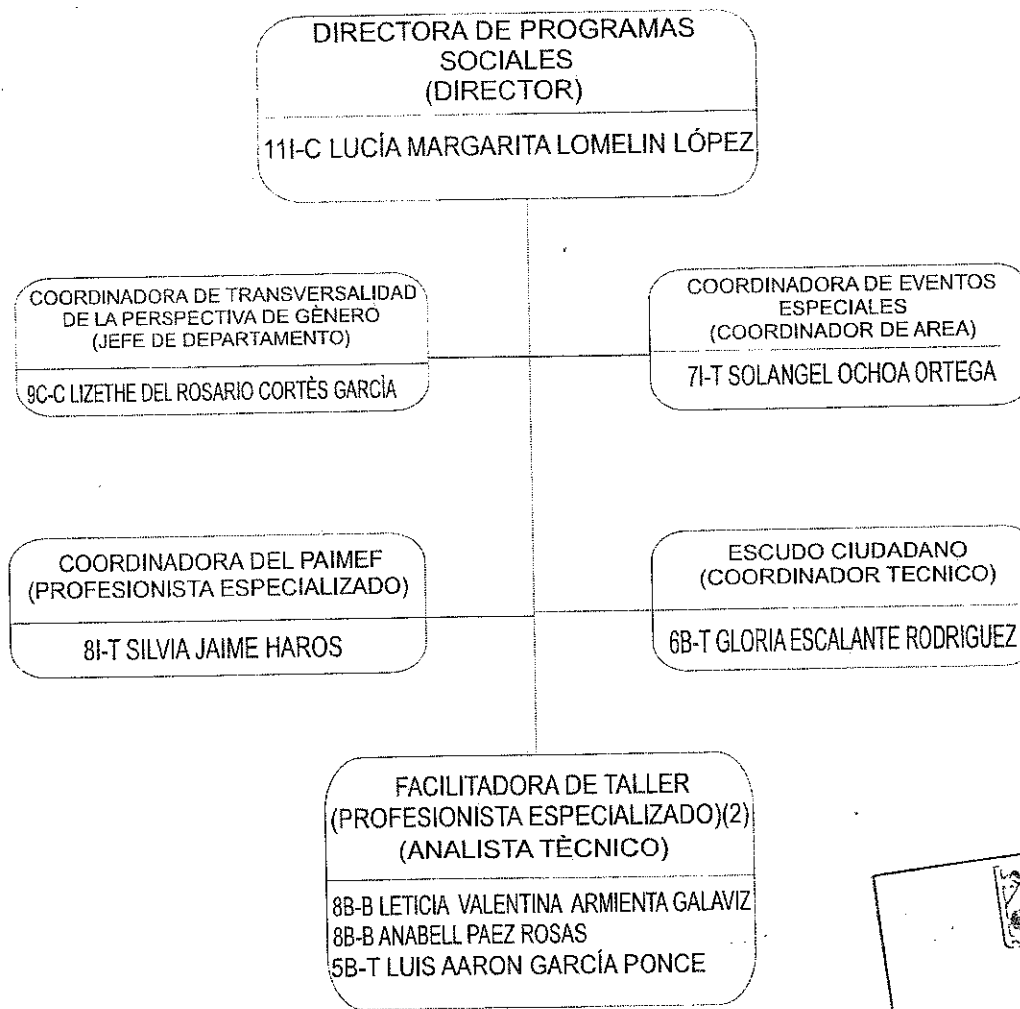 DIRECTORA DE PROGRAMAS
SOCIALES
(DIRECTOR)
11I-C LUCÍA MARGARITA LOMELIN LÓPEZ
COORDINADORA DE TRANSVERSALIDAD
DE LA PERSPECTIVA DE GÈNERO
(JEFE DE DEPARTAMENTO)
9C-C LIZETHE DEL ROSARIO CORTÈS GARCÌA
COORDINADORA DE EVENTOS
ESPECIALES
(COORDINADOR DE AREA)
7I-T SOLANGEL OCHOA ORTEGA
COORDINADORA DEL PAIMEF
(PROFESIONISTA ESPECIALIZADO)
8I-T SILVIA JAIME HAROS
ESCUDO CIUDADANO
(COORDINADOR TECNICO)
6B-T GLORIA ESCALANTE RODRIGUEZ
FACILITADORA DE TALLER
(PROFESIONISTA ESPECIALIZADO)(2)
(ANALISTA TÈCNICO)
8B-B LETICIA VALENTINA ARMIENTA GALAVIZ
8B-B ANABELL PAEZ ROSAS
5B-T LUIS AARON GARCÍA PONCE